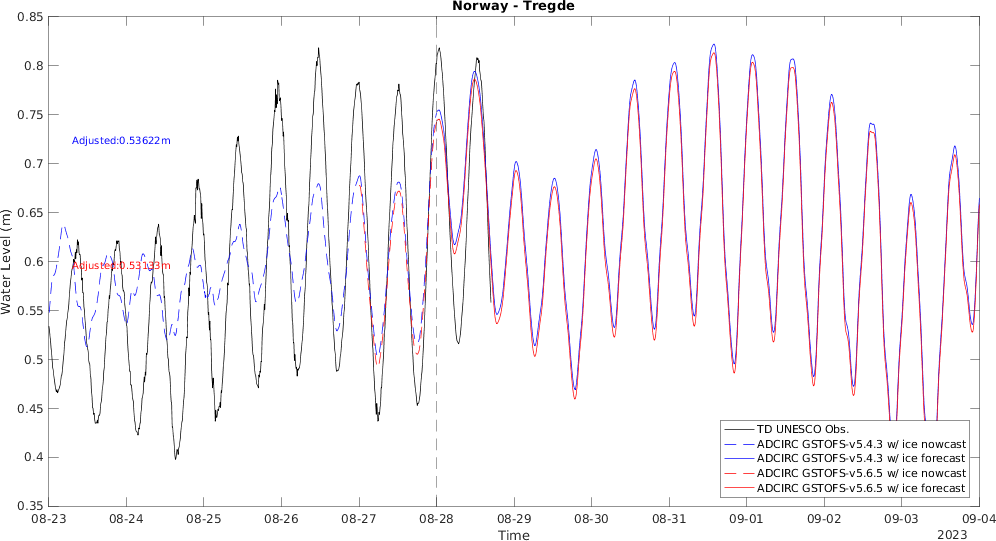 Norway - Tregde
0.85
0.8
0.75
0.7
0.65
0.6
0.55
0.5
0.45
0.4
0.35
Water Level (m)
Adjusted:0.53622m
Adjusted:0.53133m
TD UNESCO Obs.
ADCIRC GSTOFS-v5.4.3 w/ ice nowcast
ADCIRC GSTOFS-v5.4.3 w/ ice forecast
ADCIRC GSTOFS-v5.6.5 w/ ice nowcast
ADCIRC GSTOFS-v5.6.5 w/ ice forecast
08-23 08-24 08-25 08-26 08-27 08-28 08-29 08-30 08-31 09-01 09-02 09-03 09-04
Time
2023